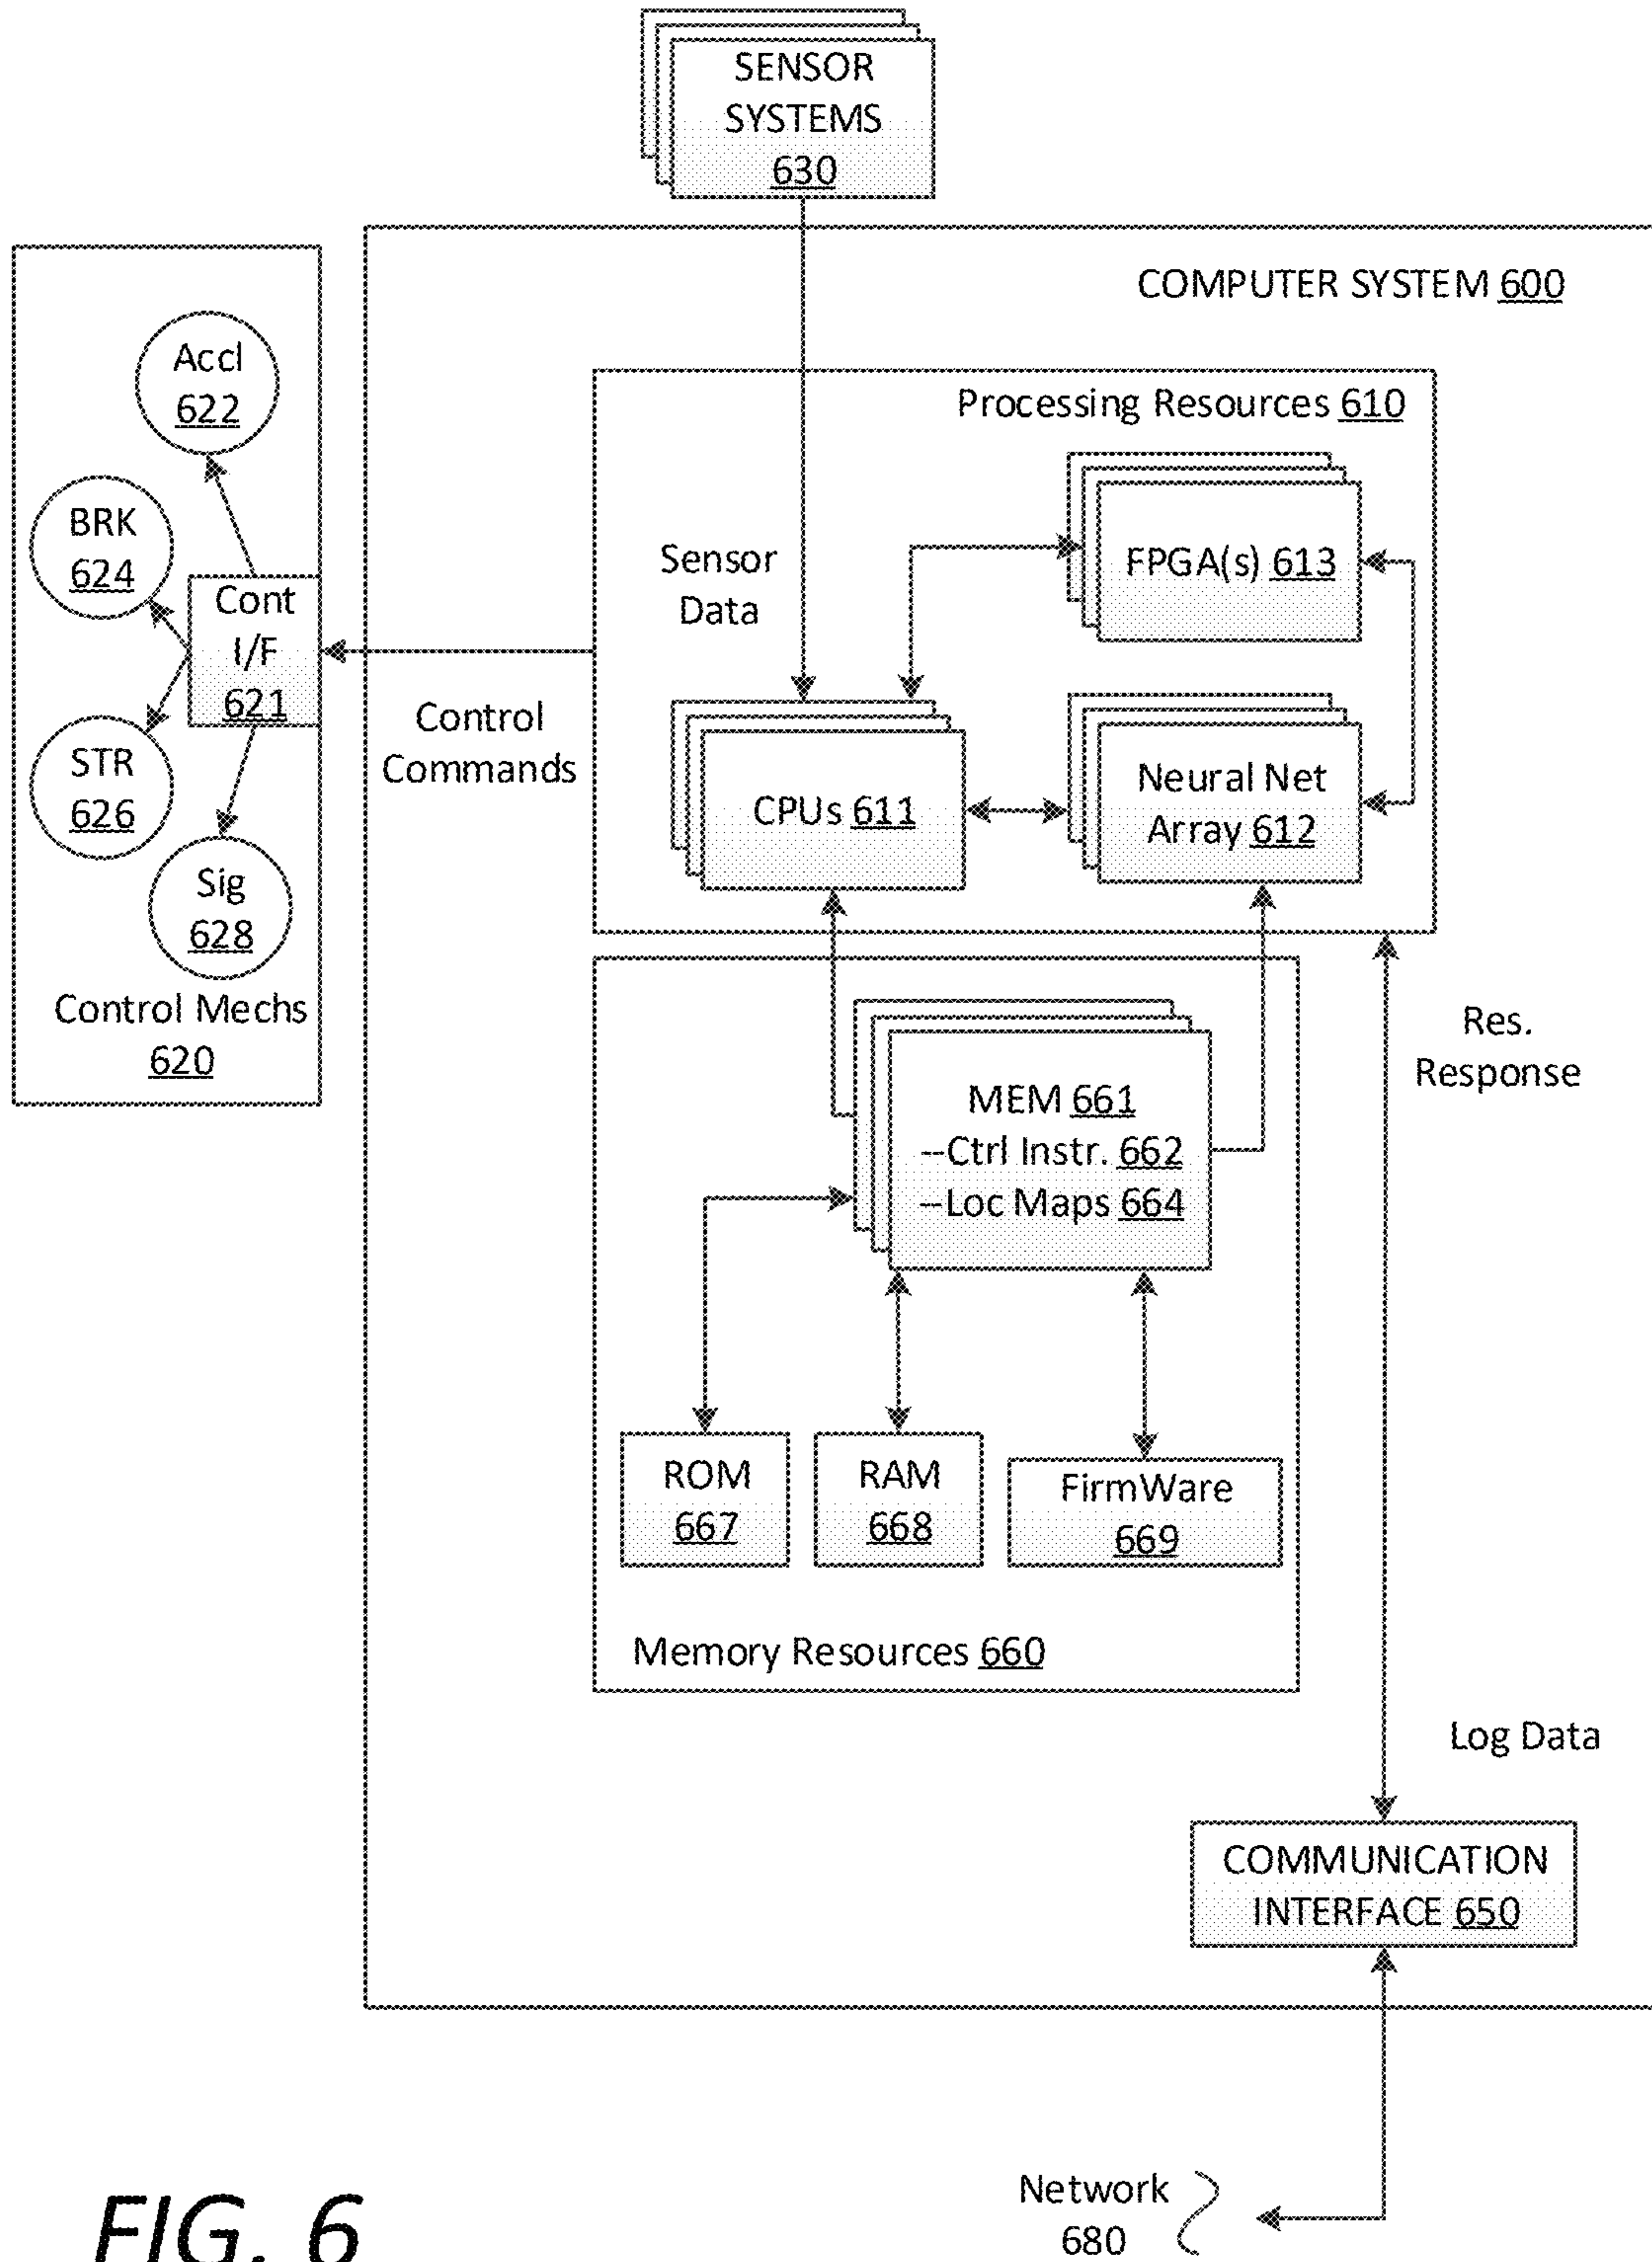 SENSOR
SYSTEMS
630
COMPUTER SYSTEM 600
Processing Resources 610
Accl
622
BRK
624
Cont
I/F
621
STR
626
Sig
628
Control Mechs
620
Control
Commands
Sensor
Data
FPGA(s) 613
CPUs 611
Neural Net
Array 612
Res.
Response
MEM 661
--Ctrl Instr. 662
--Loc Maps 664
ROM
667
RAM
668
FirmWare
669
Memory Resources 660
Log Data
COMMUNICATION
INTERFACE 650
Network
680
FIG. 6